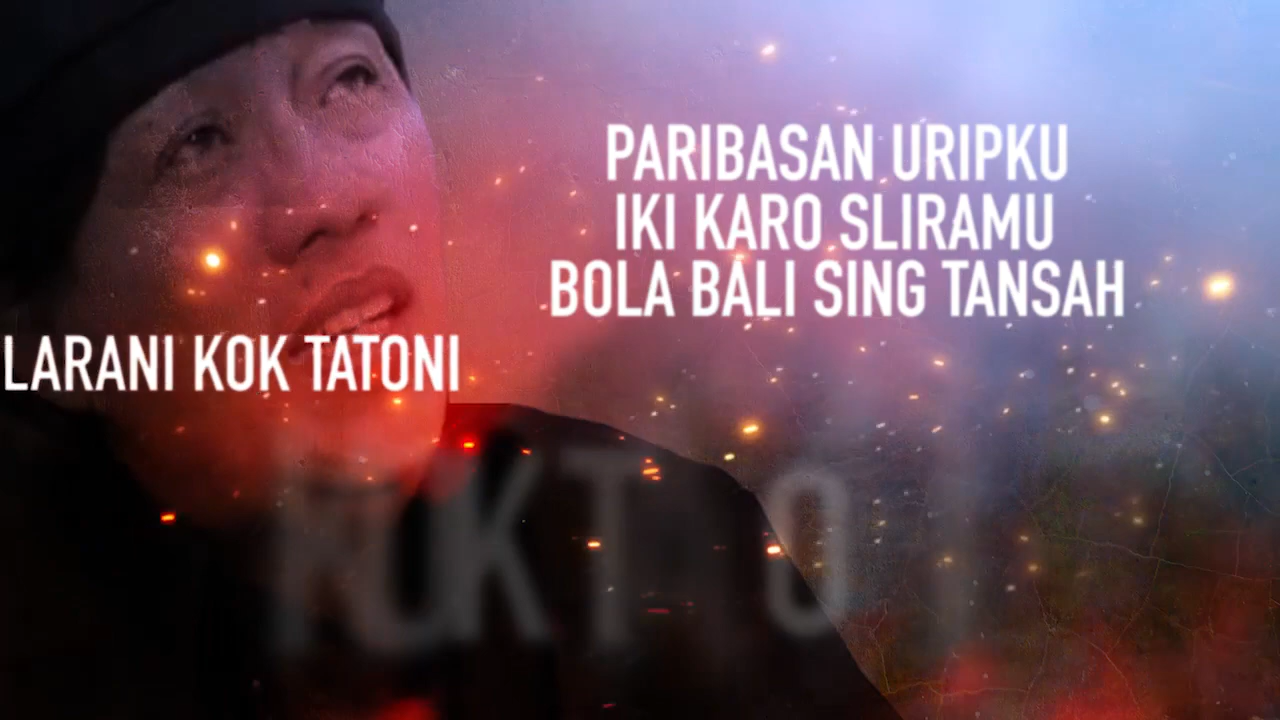 PARIBASAN URIPKU
IKI KARO SLIRAMU
BOLA BALI SING TANSAH
LARANI KOK TATONI